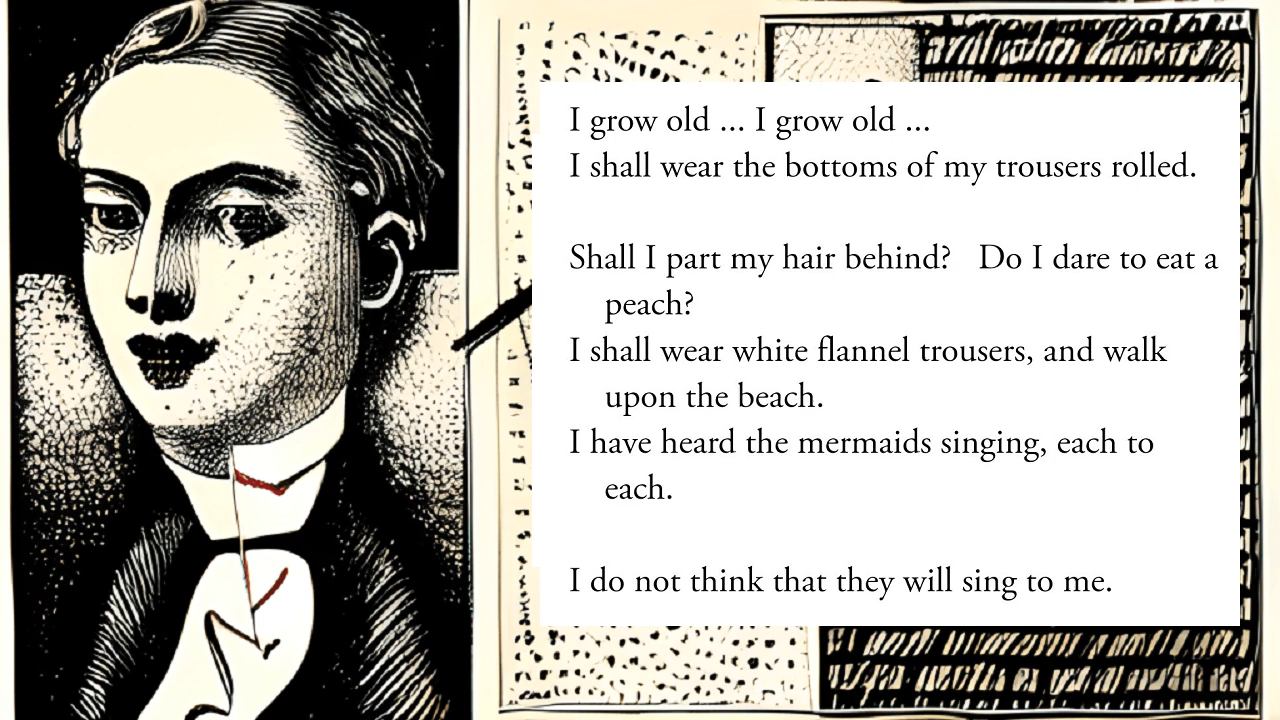 I grow old ... I grow old ...
I shall wear the bottoms of my trousers rolled.
Shall I part my hair behind?   Do I dare to eat a
peach?
I shall wear white flannel trousers, and walk
upon the beach.
I have heard the mermaids singing, each to
each.
I do not think that they will sing to me.